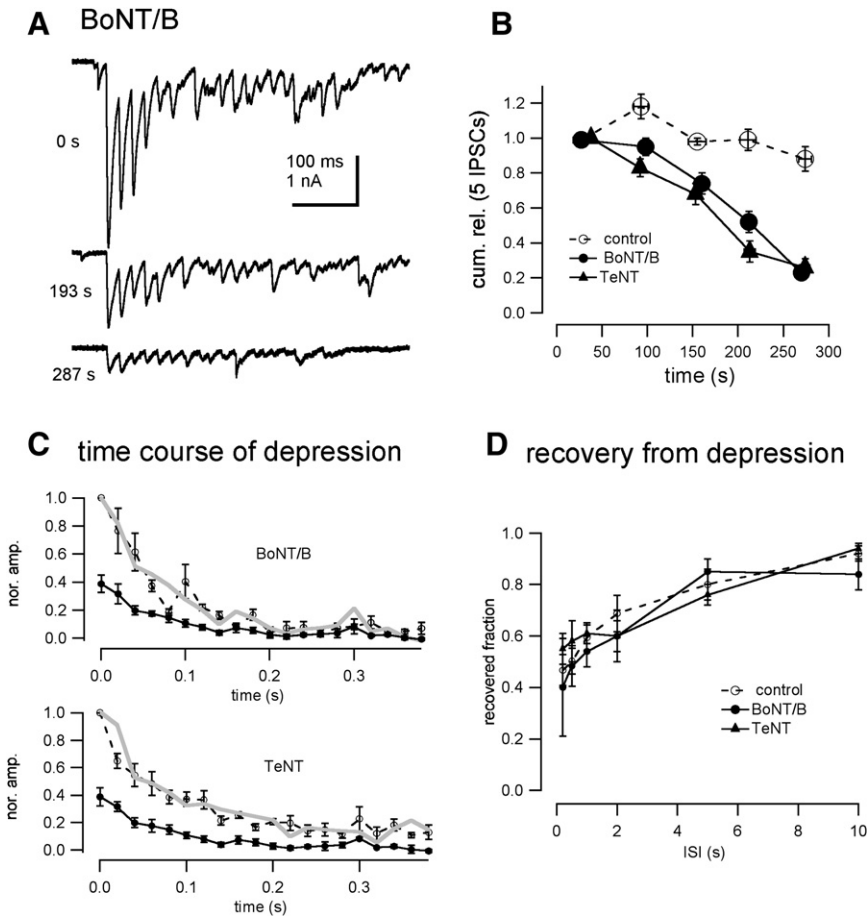 A BoNT/B
0 s
100 ms
1 nA
193 s
287 s
B
cum. rel. (5 IPSCs)
1.2
1.0
0.8
0.6
0.4
0.2
0.0
control
BoNT/B
TeNT
0 50 100 150 200 250 300
time (s)
C time course of depression
nor. amp.
1.0
0.8
0.6
0.4
0.2
0.0
BoNT/B
0.0 0.1 0.2 0.3
time (s)
nor. amp.
1.0
0.8
0.6
0.4
0.2
0.0
TeNT
0.0 0.1 0.2 0.3
time (s)
D recovery from depression
recovered fraction
1.0
0.8
0.6
0.4
0.2
0.0
control
BoNT/B
TeNT
0 2 4 6 8 10
ISI (s)